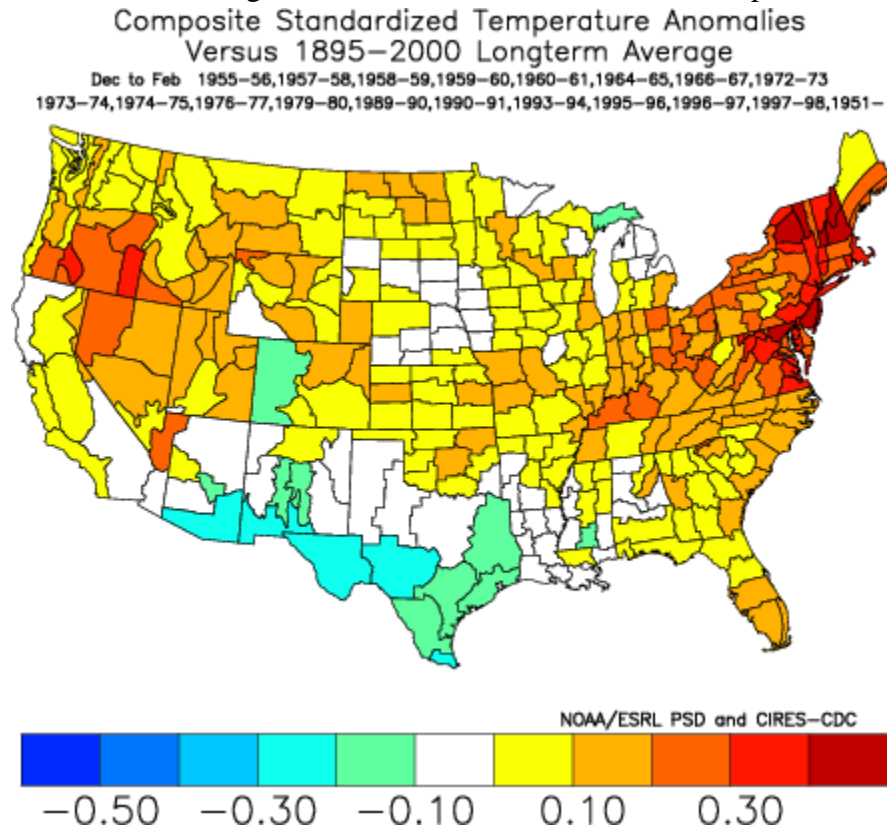 Composite Standardized Temperature Anomalies
Versus 1895-2000 Longterm Average
Dec to Feb 1955-56,1957-58,1958-59,1959-60,1960-61,1964-65,1966-67,1972-73
1973-74,1974-75,1976-77,1979-80,1989-90,1990-91,1993-94,1995-96,1996-97,1997-98,1951-
NOAA/ESRL PSD and CIRES-CDC
-0.50 -0.30 -0.10 0.10 0.30